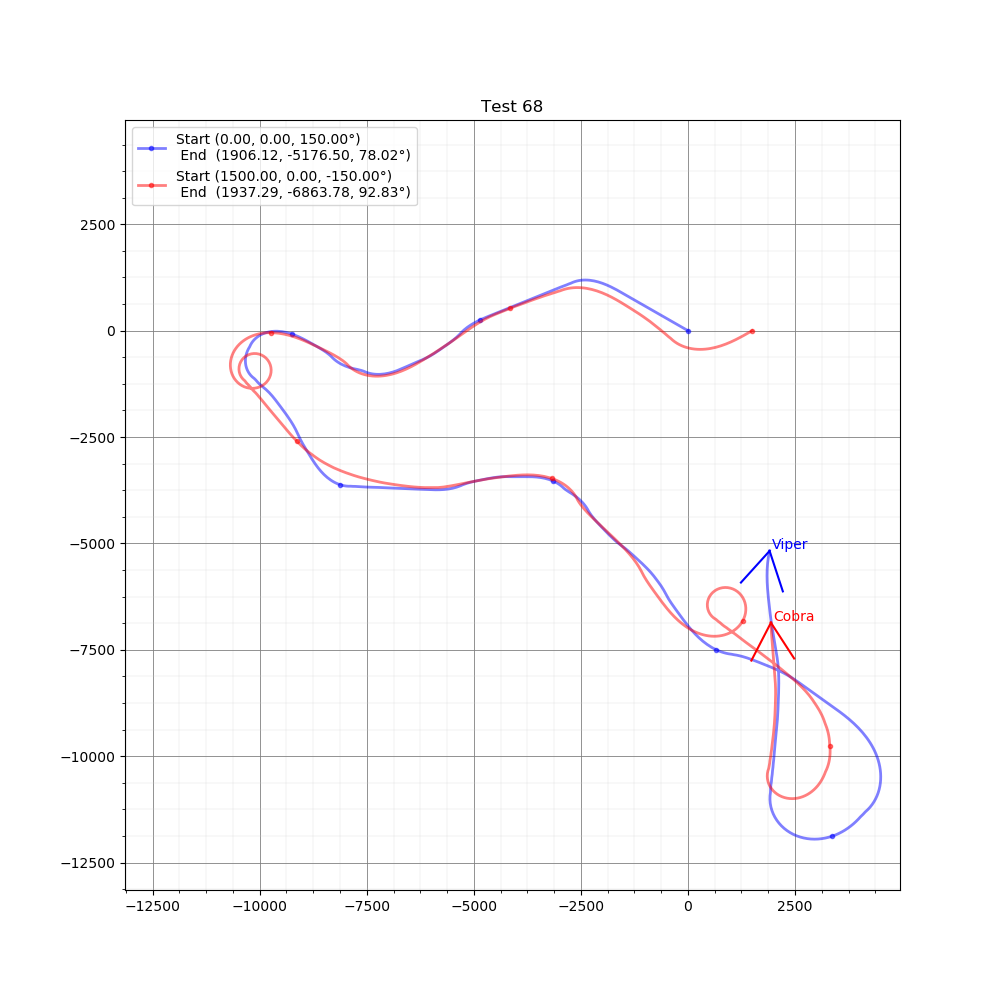 Test 68
Start (0.00, 0.00, 150.00°)
End  (1906.12, -5176.50, 78.02°)
Start (1500.00, 0.00, -150.00°)
End  (1937.29, -6863.78, 92.83°)
2500
0
−2500
−5000
−7500
−10000
−12500
Viper
Cobra
−12500 −10000 −7500 −5000 −2500 0 2500